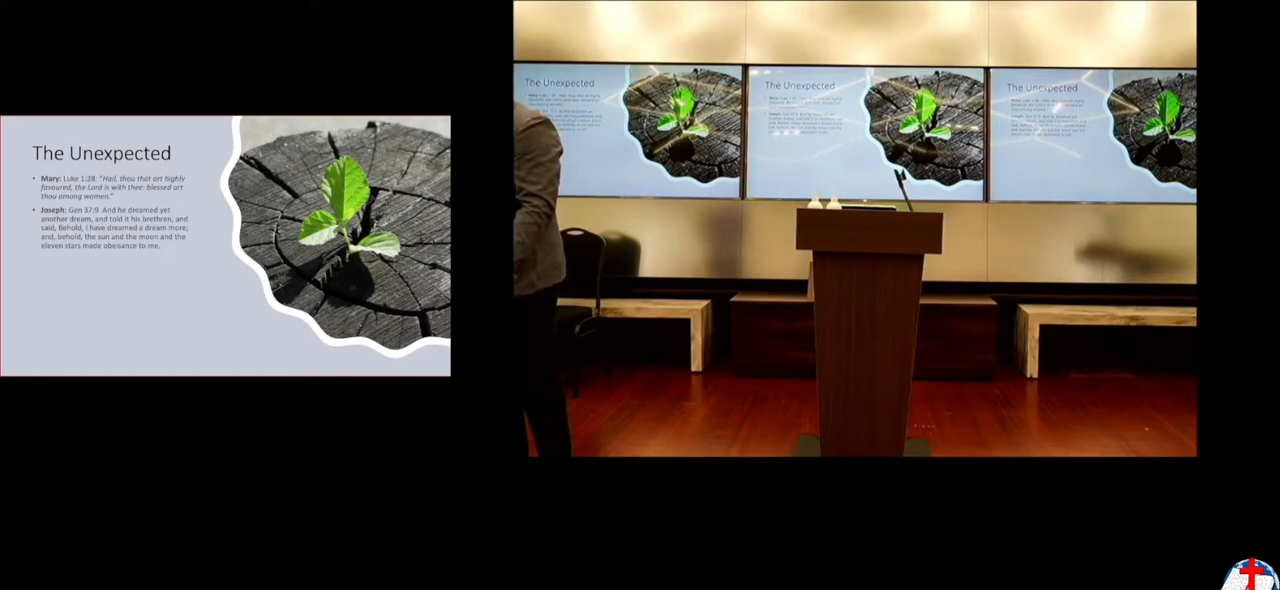 The Unexpected
• Mary: Luke 1:28: "Hail, thou that art highly
favoured, the Lord is with thee: blessed art
thou among women."
• Joseph: Gen 37:9 And he dreamed yet
another dream, and told it his brethren, and
said, Behold, I have dreamed a dream more;
and, behold, the sun and the moon and the
eleven stars made obeisance to me.
The Unexpected
The Unexpected
The Unexpected